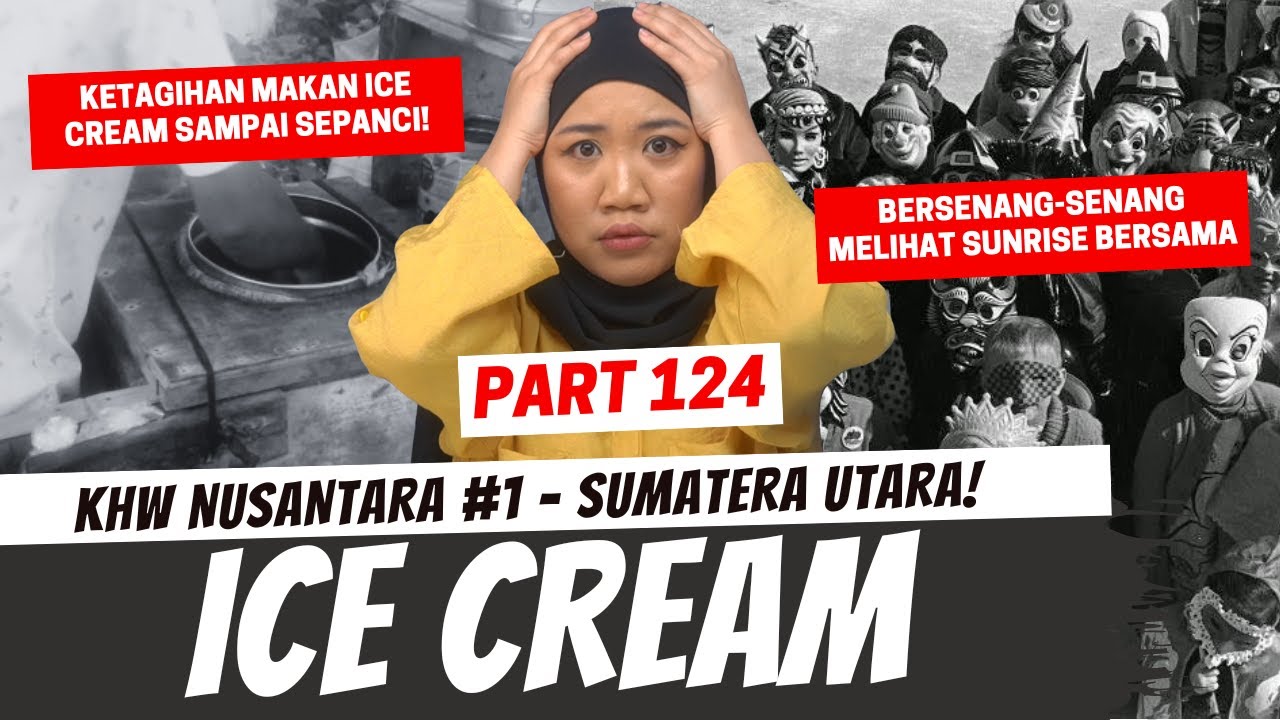 KETAGIHAN MAKAN ICE
CREAM SAMPAI SEPANCI!
BERSENANG-SENANG
MELIHAT SUNRISE BERSAMA
PART 124
KHW NUSANTARA #1 - SUMATERA UTARA!
ICE CREAM